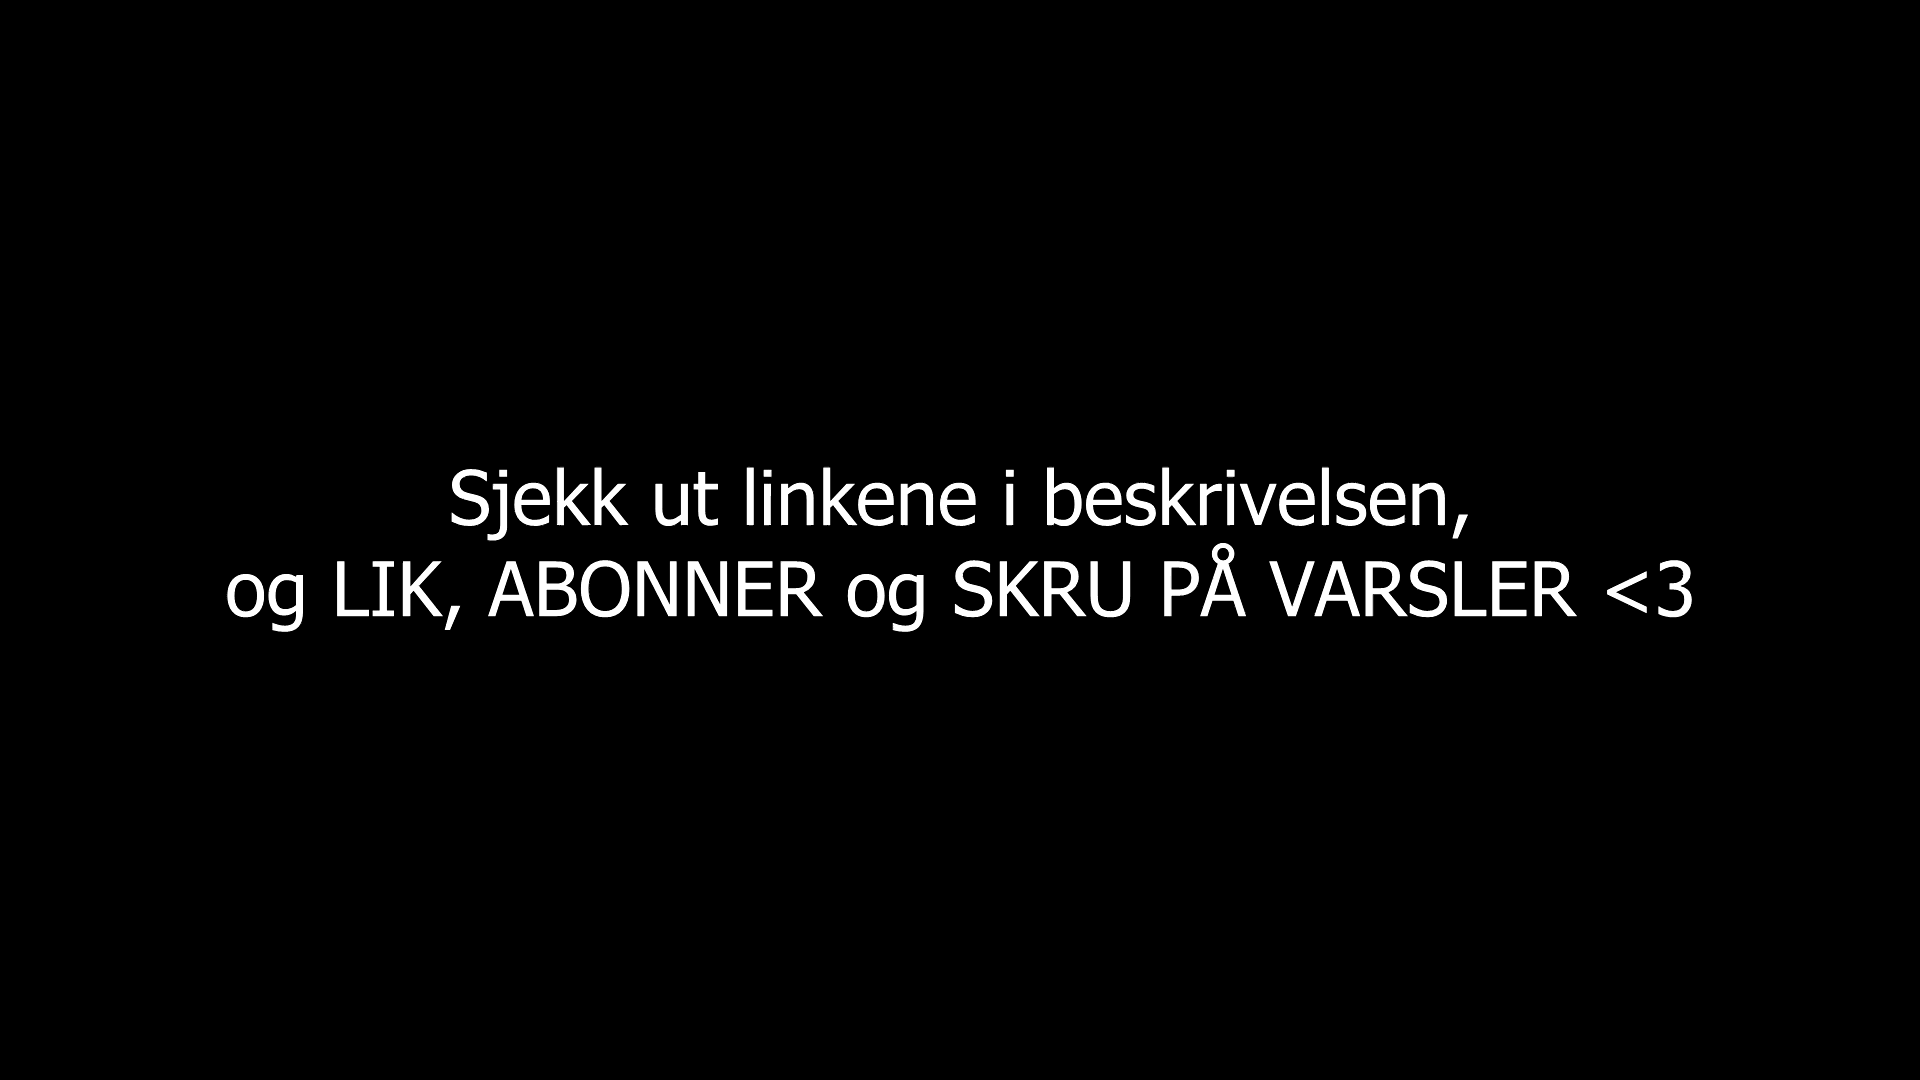 Sjekk ut linkene i beskrivelsen,
og LIK, ABONNER og SKRU PÅ VARSLER <3